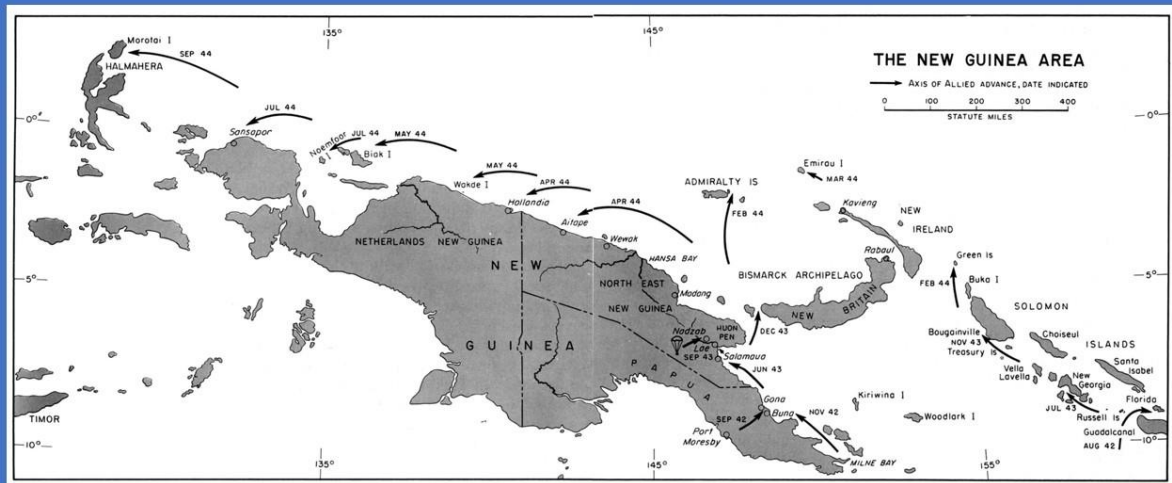 THE NEW GUINEA AREA
AXIS OF ALLIED ADVANCE, DATE INDICATED
0 100 200 300 400
STATUTE MILES
135°
145°
Morotai I
SEP 44
HALMAHERA
0°
0°
JUL 44
Sansapor
Noemfoor
I
JUL 44
Biak I
MAY 44
MAY 44
Wakde I
APR 44
Hollandia
APR 44
Aitape
Wewak
HANSA BAY
ADMIRALTY IS
FEB 44
Emirau I
MAR 44
Kavieng
NEW
IRELAND
Rabaul
Green Is
FEB 44
Buka I
NETHERLANDS NEW GUINEA
NEW
GUINEA
NORTH EAST
NEW GUINEA
5°
5°
Madang
BISMARCK ARCHIPELAGO
NEW BRITAIN
DEC 43
HUON
PEN
Nadzab
Lae
SEP 43
Salamaua
JUN 43
PAPUA
SOLOMON
ISLANDS
Bougainville
NOV 43
Treasury Is
Choiseul
Santa
Isabel
Vella
Lavella
New
Georgia
JUL 43
Florida
Russell Is
Guadalcanal
AUG 42
Kiriwina I
Woodlark I
Gona
Buna
NOV 42
SEP 42
Port
Moresby
MILNE BAY
TIMOR
10°
10°
135°
145°
155°